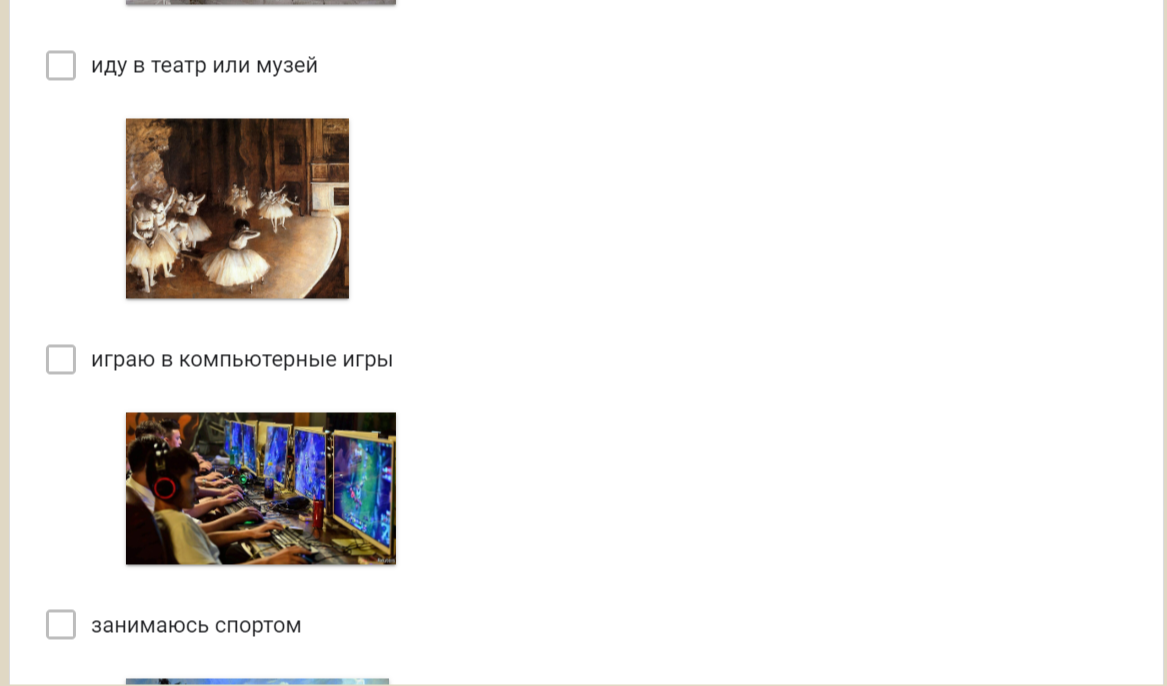 иду в театр или музей
играю в компьютерные игры
занимаюсь спортом